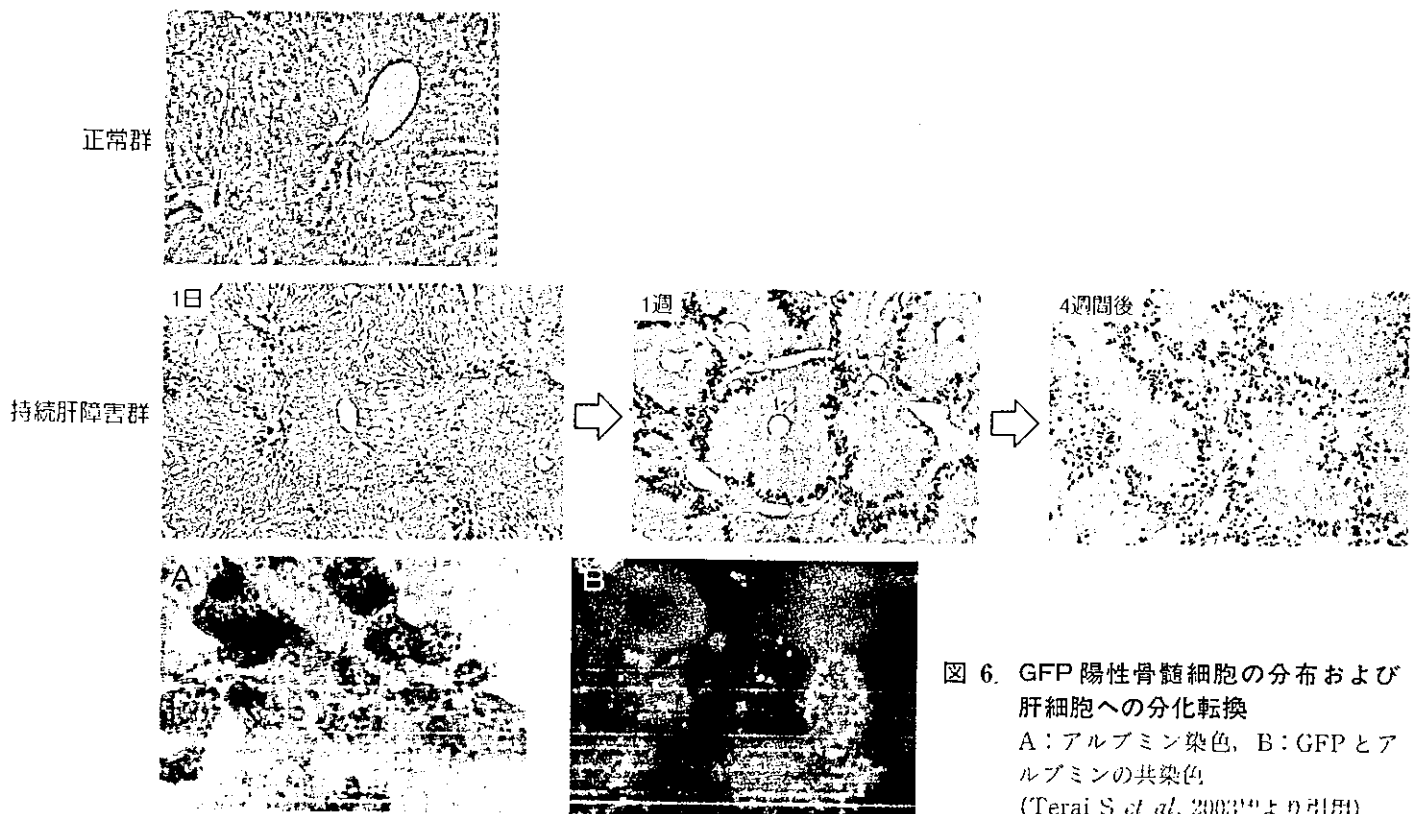 正常群
1日
1週
4週間後
持続肝障害群
A
B
図 6. GFP 陽性骨髄細胞の分布および
肝細胞への分化転換
A：アルブミン染色，B：GFPとア
ルブミンの共染色
(Terai S et al, 2003より引用)